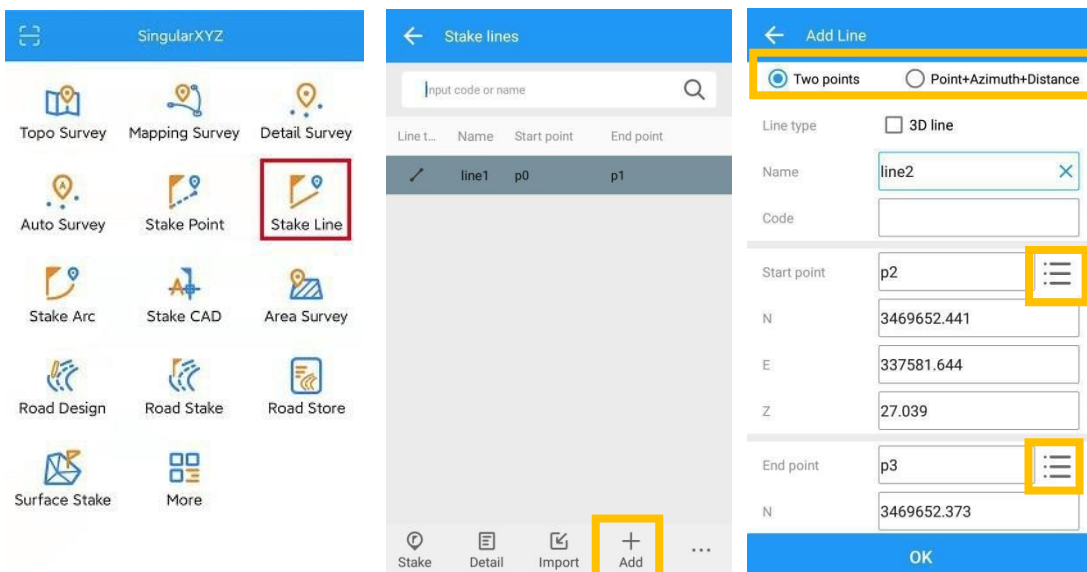 SingularXYZ
Topo Survey
Mapping Survey
Detail Survey
Auto Survey
Stake Point
Stake Line
Stake Arc
Stake CAD
Area Survey
Road Design
Road Stake
Road Store
Surface Stake
More
Stake lines
Input code or name
Line t...
Name
Start point
End point
line1
p0
p1
Stake
Detail
Import
Add
Add Line
Two points
Point+Azimuth+Distance
Line type
3D line
Name
line2
Code
Start point
p2
N
3469652.441
E
337581.644
Z
27.039
End point
p3
N
3469652.373
OK